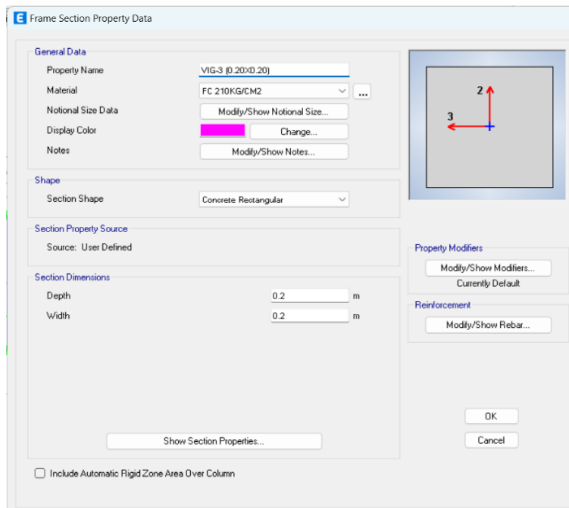 E Frame Section Property Data
General Data
Property Name VIG-3 (0.20X0.20)
Material FC 210KG/CM2 ...
Notional Size Data Modify/Show Notional Size...
Display Color Change...
Notes Modify/Show Notes...
2
3
Shape
Section Shape Concrete Rectangular
Section Property Source
Source: User Defined
Property Modifiers
Modify/Show Modifiers...
Currently Default
Section Dimensions
Depth 0.2 m
Width 0.2 m
Reinforcement
Modify/Show Rebar...
Show Section Properties...
OK
Cancel
Include Automatic Rigid Zone Area Over Column